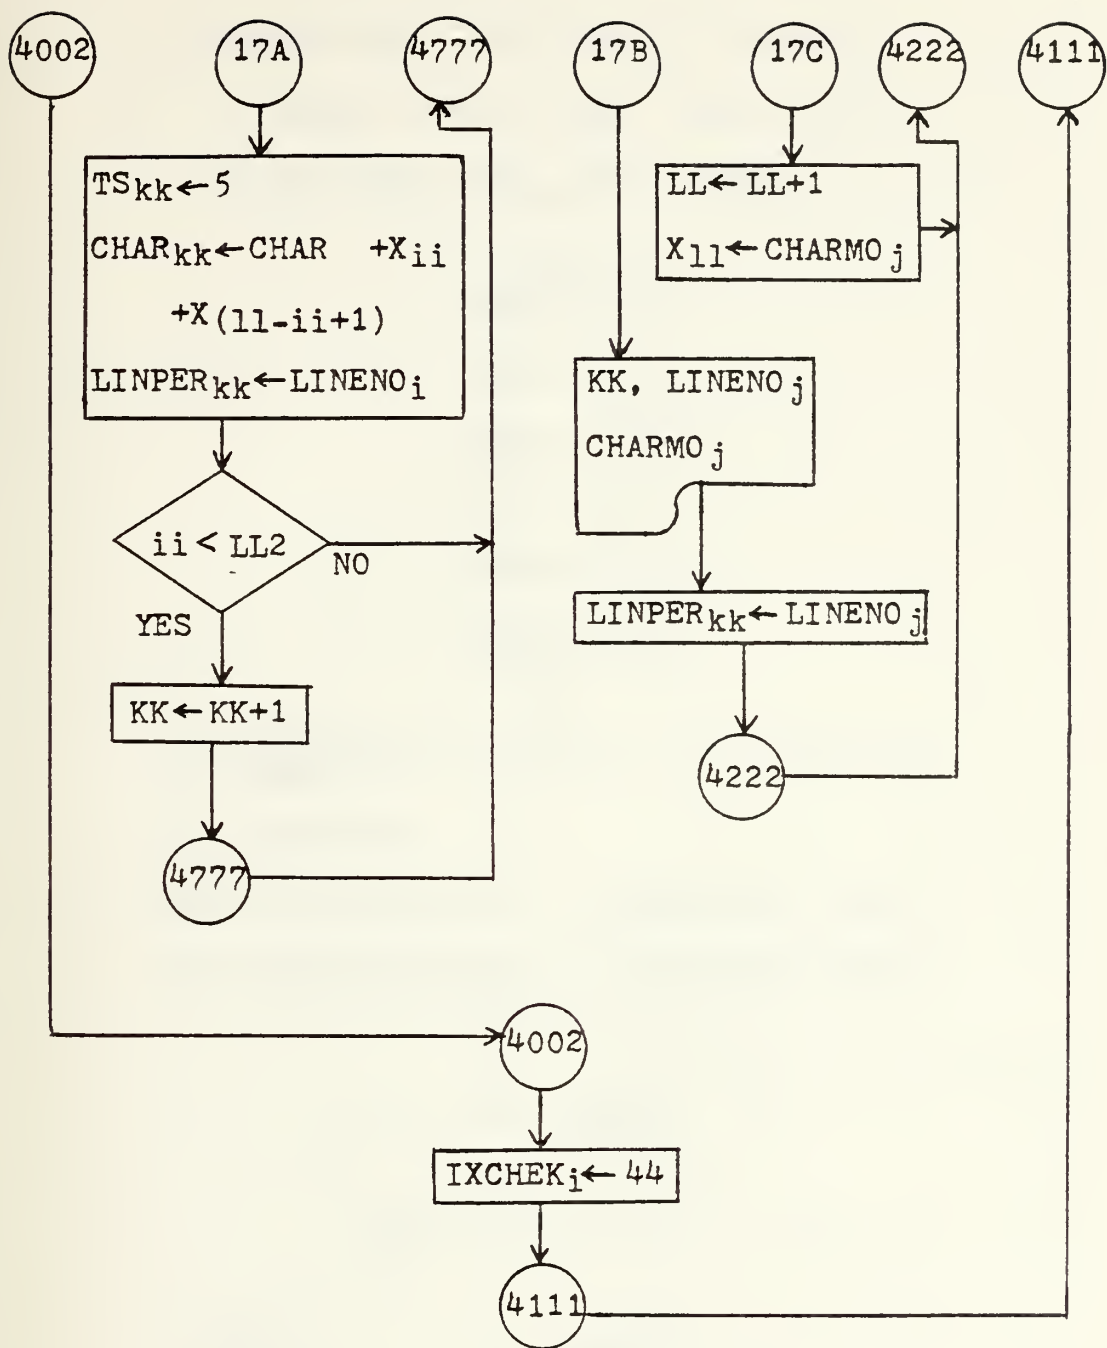 4002 17A 4777 17B 17C 4222 4111
TSkk←5
CHARkk←CHAR +Xii
+X(ll-ii+1)
LINPERkk←LINENOi
LL←LL+1
Xll←CHARMOj
KK, LINENOj
CHARMOj
ii < LL2
NO
YES
LINPERkk←LINENOj
KK←KK+1
4222
4777
4002
IXCHEKi←44
4111